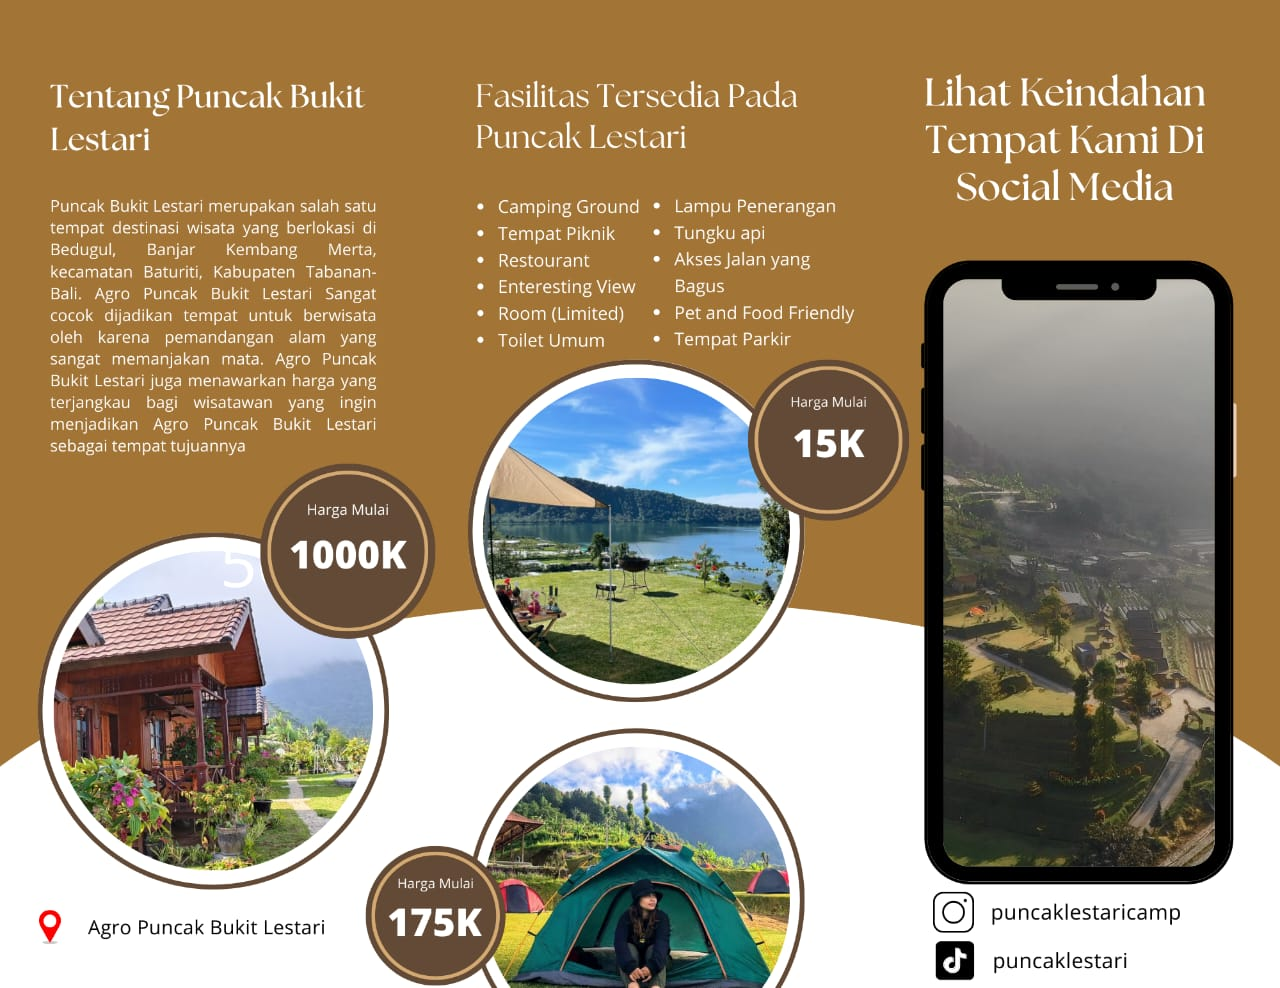 Tentang Puncak Bukit
Lestari
Puncak Bukit Lestari merupakan salah satu
tempat destinasi wisata yang berlokasi di
Bedugul, Banjar Kembang Merta,
kecamatan Baturiti, Kabupaten Tabanan-
Bali. Agro Puncak Bukit Lestari Sangat
cocok dijadikan tempat untuk berwisata
oleh karena pemandangan alam yang
sangat memanjakan mata. Agro Puncak
Bukit Lestari juga menawarkan harga yang
terjangkau bagi wisatawan yang ingin
menjadikan Agro Puncak Bukit Lestari
sebagai tempat tujuannya
Harga Mulai
1000K
5
Agro Puncak Bukit Lestari
Fasilitas Tersedia Pada
Puncak Lestari
• Camping Ground
• Tempat Piknik
• Restourant
• Enteresting View
• Room (Limited)
• Toilet Umum
• Lampu Penerangan
• Tungku api
• Akses Jalan yang
Bagus
• Pet and Food Friendly
• Tempat Parkir
Harga Mulai
15K
Harga Mulai
175K
Lihat Keindahan
Tempat Kami Di
Social Media
puncaklestaricamp
puncaklestari